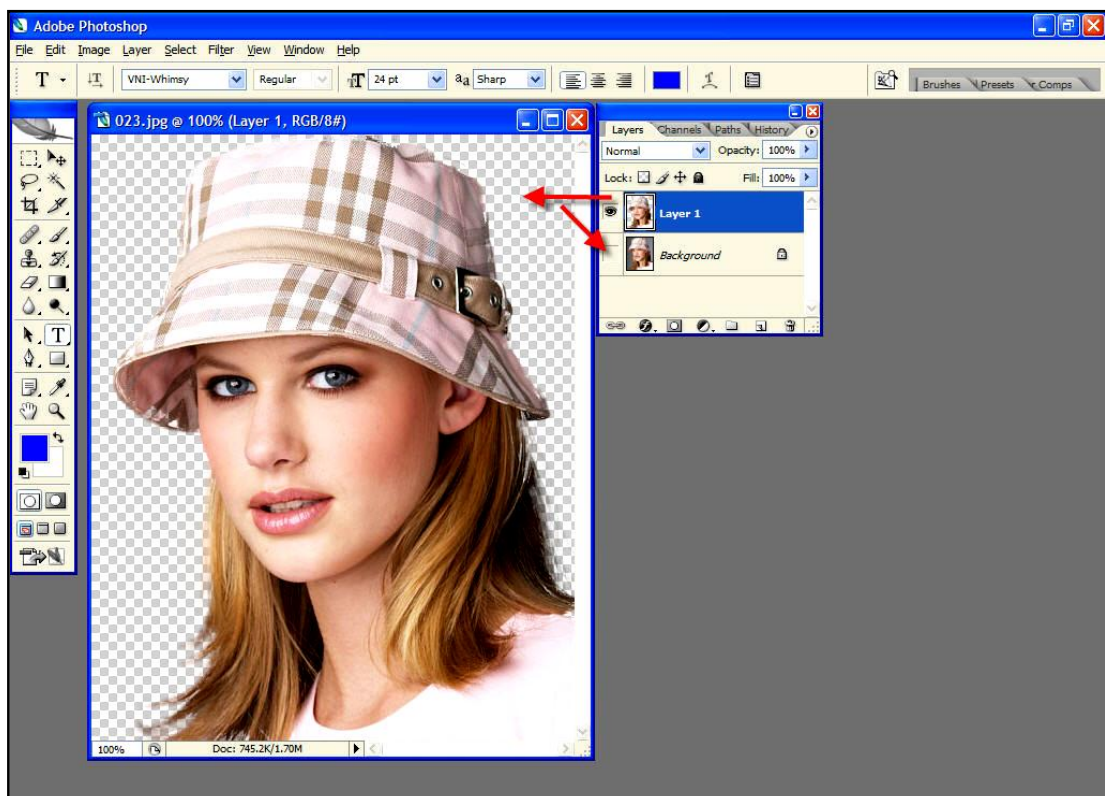 Adobe Photoshop
File Edit Image Layer Select Filter View Window Help
T VNI-Whimsy Regular 24 pt aa Sharp Brushes Presets r Comps
023.jpg @ 100% (Layer 1, RGB/8#)
Layers Channels Paths History
Normal Opacity: 100%
Lock: Fill: 100%
Layer 1
Background
100% Doc: 745.2K/1.70M